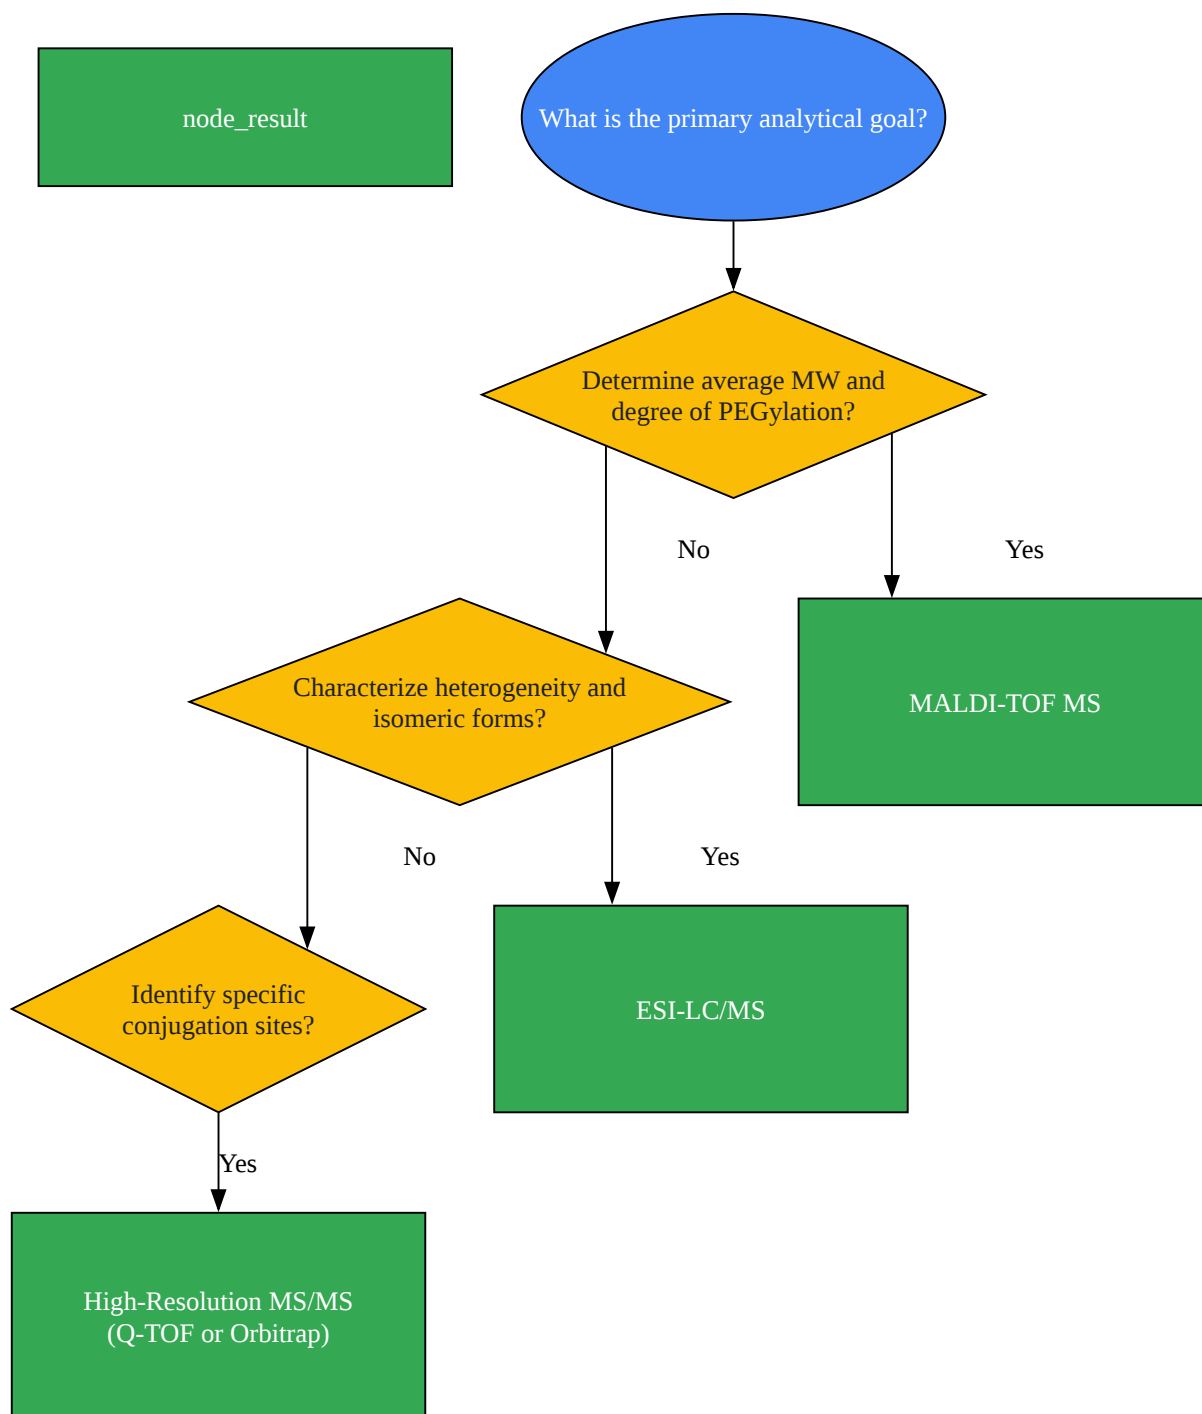 node_result
What is the primary analytical goal?
Determine average MW and
degree of PEGylation?
No
Yes
Characterize heterogeneity and
isomeric forms?
MALDI-TOF MS
No
Yes
Identify specific
conjugation sites?
ESI-LC/MS
Yes
High-Resolution MS/MS
(Q-TOF or Orbitrap)